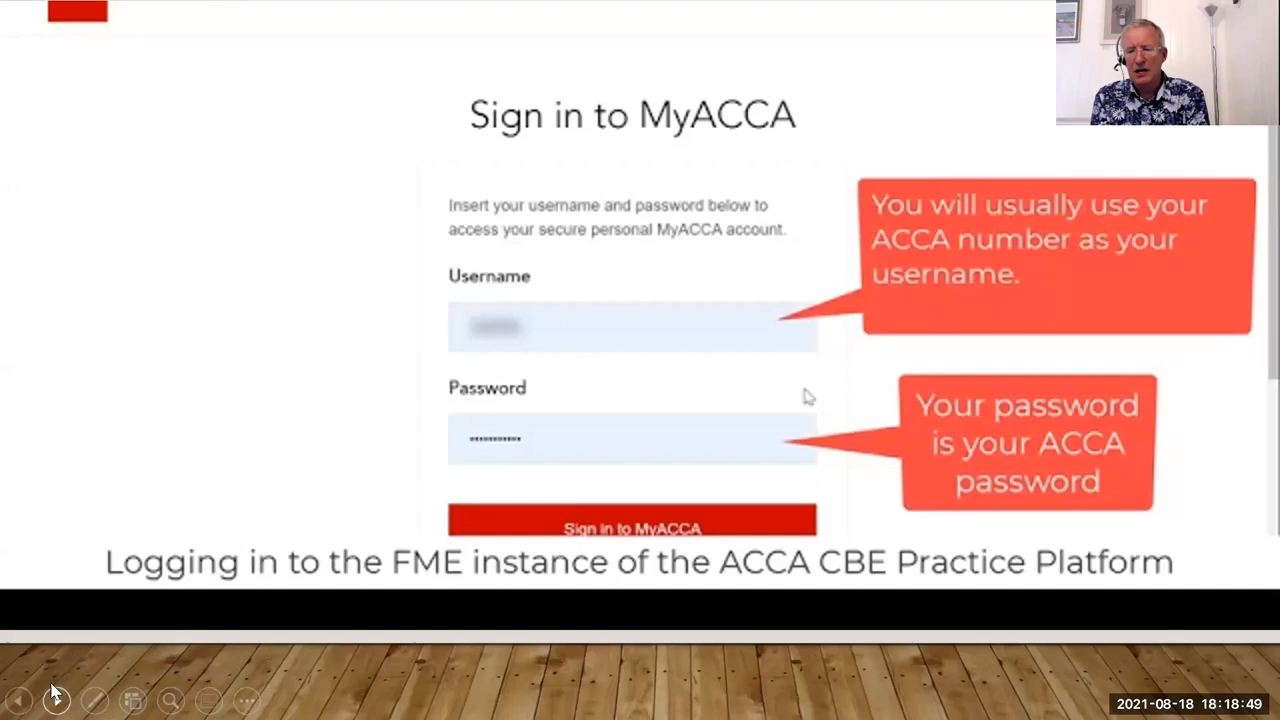 Sign in to MyACCA
Insert your username and password below to
access your secure personal MyACCA account.
Username
Password
Sign in to MyACCA
You will usually use your
ACCA number as your
username.
Your password
is your ACCA
password
Logging in to the FME instance of the ACCA CBE Practice Platform
2021-08-18 18:18:49